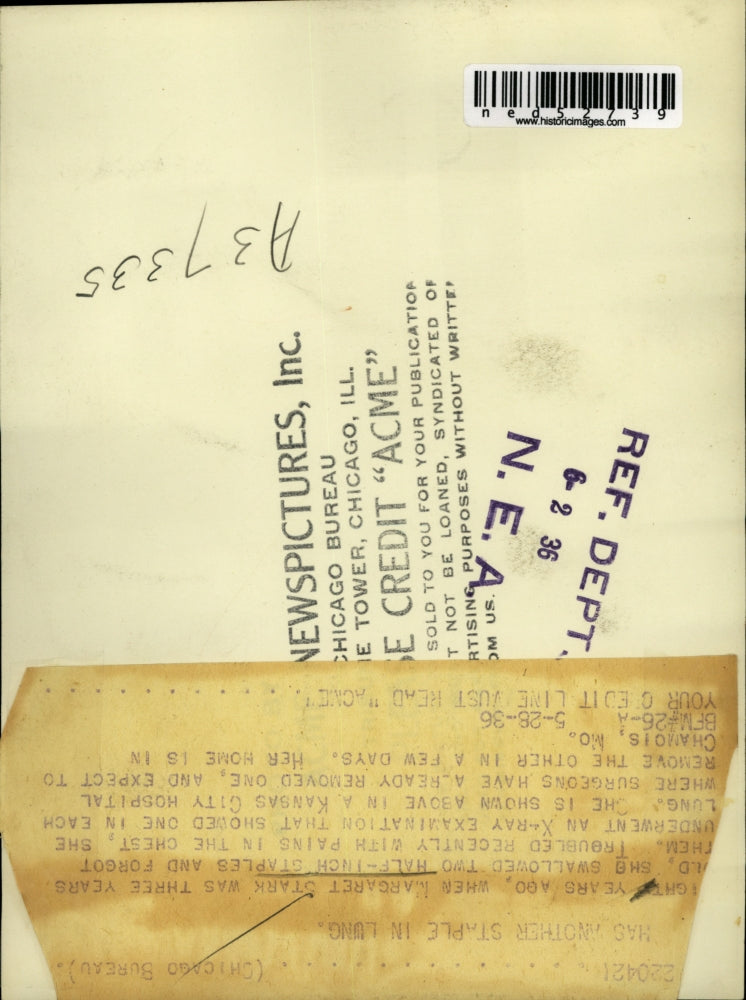 ned52739
www.historicimages.com
A37335
NEWSPICTURES, Inc.
CHICAGO BUREAU
E TOWER, CHICAGO, ILL.
SE CREDIT "ACME"
SOLD TO YOU FOR YOUR PUBLICATION
T NOT BE LOANED, SYNDICATED OR
RTISING PURPOSES WITHOUT WRITTEN
OM US.
N. E. A
REF. DEPT.
6-2 36
220421 (CHICAGO BUREAU).
HAS ANOTHER STAPLE IN LUNG.
IGHT YEARS AGO, WHEN MARGARET STARK WAS THREE YEARS
LD, SHE SWALLOWED TWO HALF-INCH STAPLES AND FORGOT
THEM. TROUBLED RECENTLY WITH PAINS IN THE CHEST, SHE
UNDERWENT AN X-RAY EXAMINATION THAT SHOWED ONE IN EACH
LUNG. SHE IS SHOWN ABOVE IN A KANSAS CITY HOSPITAL
WHERE SURGEONS HAVE ALREADY REMOVED ONE, AND EXPECT TO
REMOVE THE OTHER IN A FEW DAYS. HER HOME IS IN
CHAMOIS, MO.
BFM-26-A 5-28-36
YOUR C EDIT LINE MUST READ "ACME"